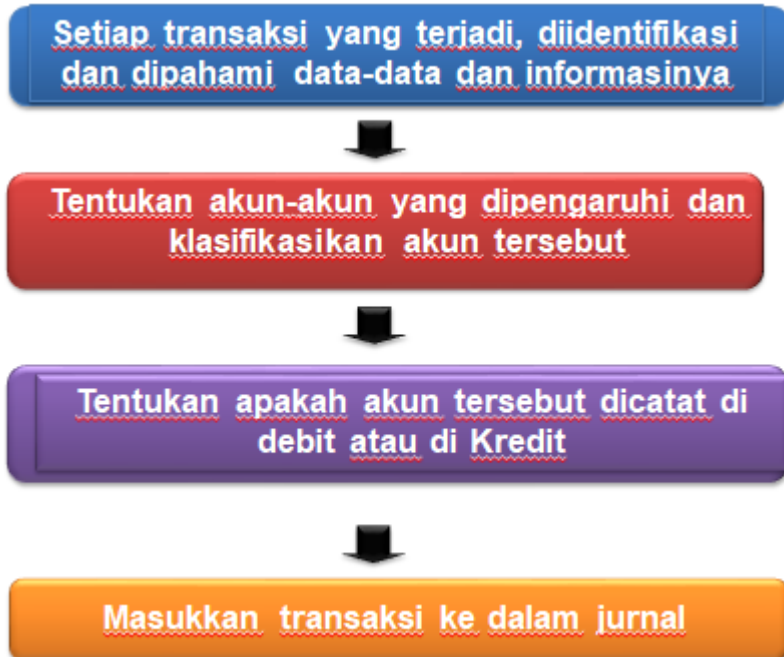 Setiap transaksi yang terjadi, diidentifikasi
dan dipahami data-data dan informasinya
Tentukan akun-akun yang dipengaruhi dan
klasifikasikan akun tersebut
Tentukan apakah akun tersebut dicatat di
debit atau di Kredit
Masukkan transaksi ke dalam jurnal